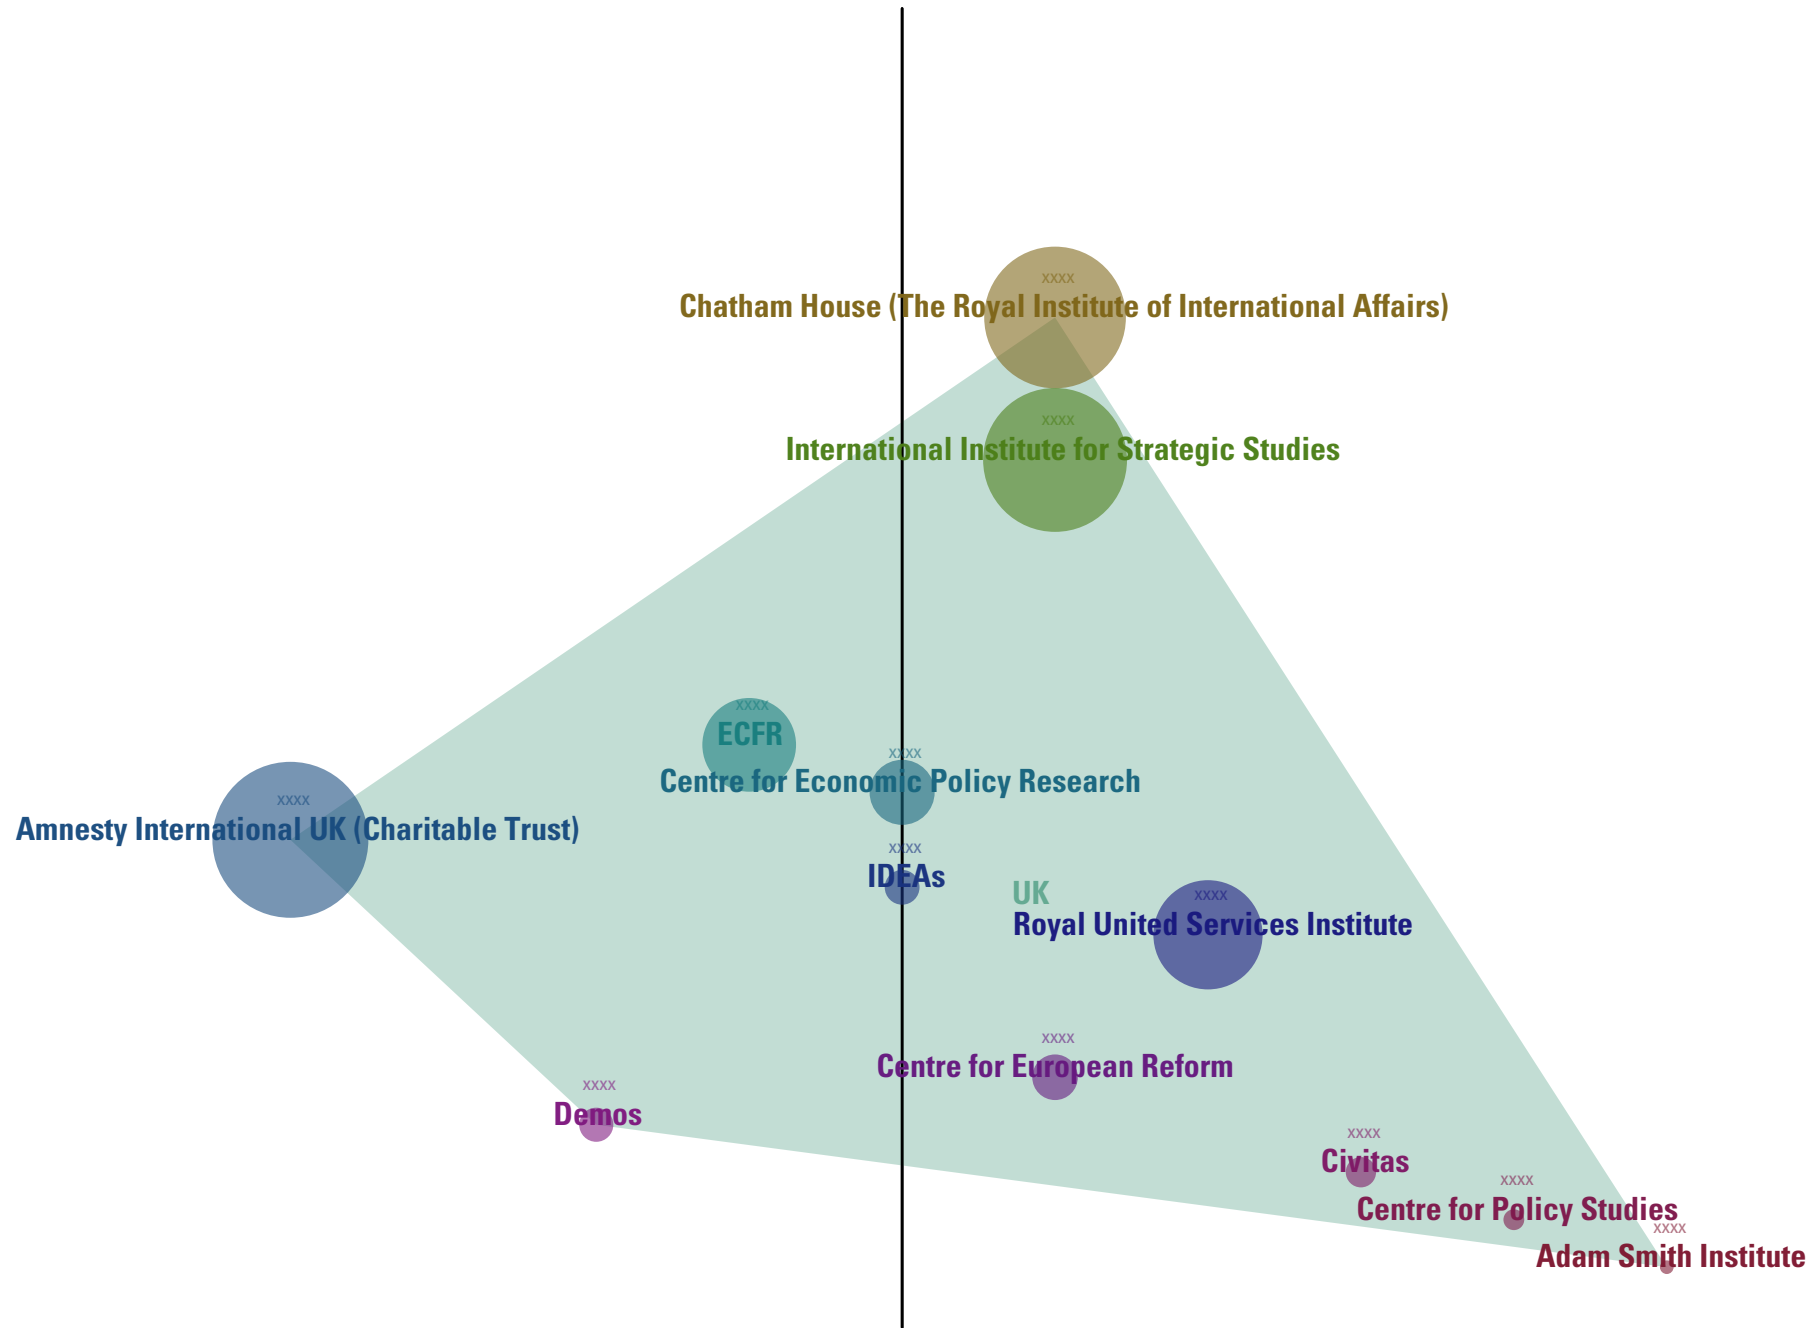 xxxx
Chatham House (The Royal Institute of International Affairs)
xxxx
International Institute for Strategic Studies
xxxx
ECFR
xxxx
Centre for Economic Policy Research
xxxx
Amnesty International UK (Charitable Trust)
xxxx
IDEAs
UK
xxxx
Royal United Services Institute
xxxx
Centre for European Reform
xxxx
Demos
xxxx
Civitas
xxxx
Centre for Policy Studies
xxxx
Adam Smith Institute